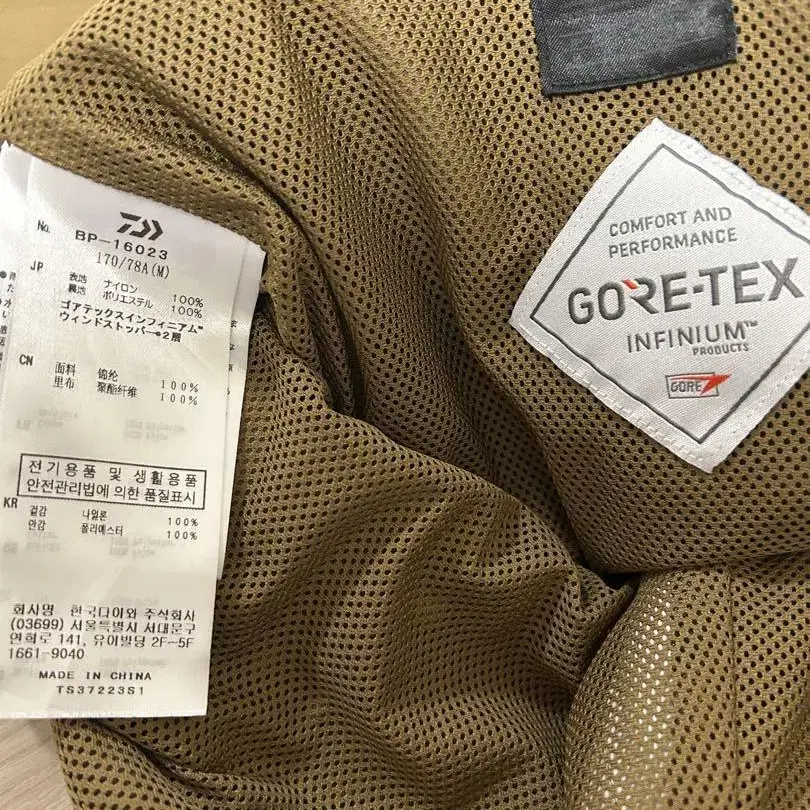 No. BP-16023
170/78A(M)
JP 表地 ナイロン 100%
裏地 ポリエステル 100%
ゴアテックスインフィニアム™
ウィンドストッパー®2層
CN 面料 锦纶 100%
里布 聚酯纤维 100%
전기용품 및 생활용품
안전관리법에 의한 품질표시
KR 겉감 나일론 100%
안감 폴리에스터 100%
회사명 한국다이와 주식회사
(03699) 서울특별시 서대문구
연희로 141, 유아빌딩 2F~5F
1661-9040
MADE IN CHINA
TS37223S1
COMFORT AND
PERFORMANCE
GORE-TEX
INFINIUM™
PRODUCTS
GORE